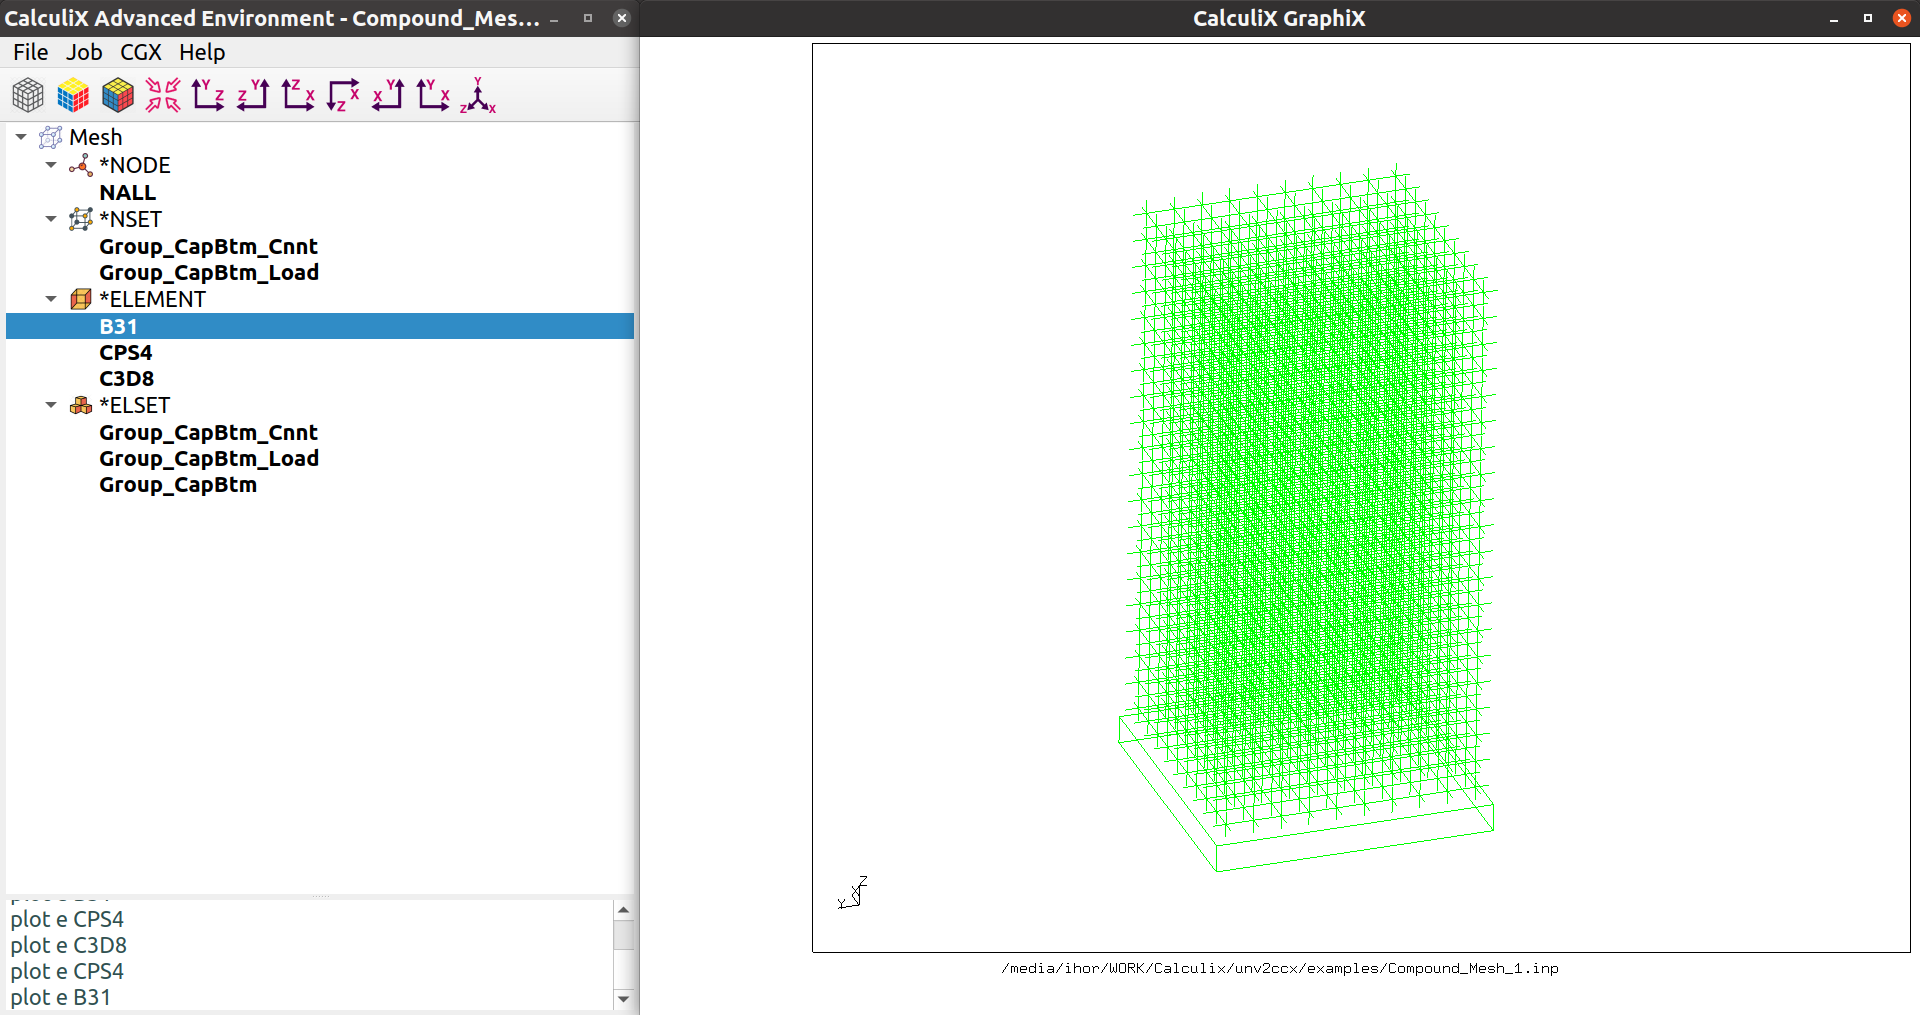 CalculiX Advanced Environment - Compound_Mes...
CalculiX GraphiX
File Job CGX Help
Y Z
Z Y
Z X
X Z
X Y
Y X
Y Z X
Mesh
*NODE
NALL
*NSET
Group_CapBtm_Cnnt
Group_CapBtm_Load
*ELEMENT
B31
CPS4
C3D8
*ELSET
Group_CapBtm_Cnnt
Group_CapBtm_Load
Group_CapBtm
plot e CPS4
plot e C3D8
plot e CPS4
plot e B31
Z
X
Y
/media/ihor/WORK/Calculix/unv2ccx/examples/Compound_Mesh_1.inp